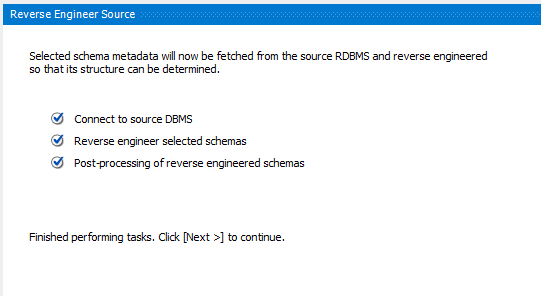 Reverse Engineer Source
Selected schema metadata will now be fetched from the source RDBMS and reverse engineered
so that its structure can be determined.
Connect to source DBMS
Reverse engineer selected schemas
Post-processing of reverse engineered schemas
Finished performing tasks. Click [Next >] to continue.